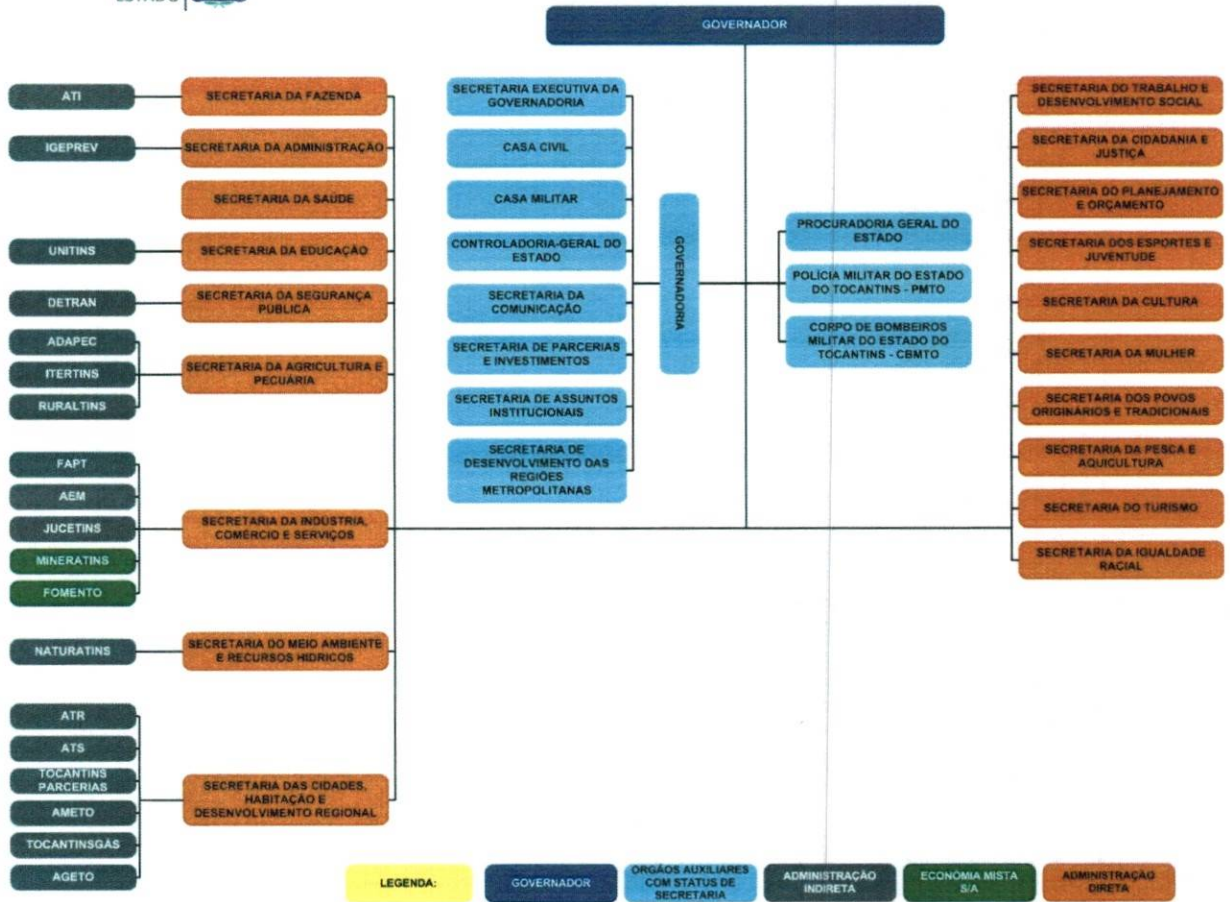 ESTADO
GOVERNADOR
ATI
SECRETARIA DA FAZENDA
IGEPREV
SECRETARIA DA ADMINISTRAÇÃO
SECRETARIA DA SAÚDE
UNITINS
SECRETARIA DA EDUCAÇÃO
DETRAN
SECRETARIA DA SEGURANÇA
PÚBLICA
ADAPEC
ITERTINS
RURALTINS
SECRETARIA DA AGRICULTURA E
PECUÁRIA
FAPT
AEM
JUCETINS
MINERATINS
FOMENTO
SECRETARIA DA INDÚSTRIA,
COMÉRCIO E SERVIÇOS
NATURATINS
SECRETARIA DO MEIO AMBIENTE
E RECURSOS HÍDRICOS
ATR
ATS
TOCANTINS
PARCERIAS
AMETO
TOCANTINSGÁS
AGETO
SECRETARIA DAS CIDADES,
HABITAÇÃO E
DESENVOLVIMENTO REGIONAL
SECRETARIA EXECUTIVA DA
GOVERNADORIA
CASA CIVIL
CASA MILITAR
CONTROLADORIA-GERAL DO
ESTADO
SECRETARIA DA
COMUNICAÇÃO
SECRETARIA DE PARCERIAS
E INVESTIMENTOS
SECRETARIA DE ASSUNTOS
INSTITUCIONAIS
SECRETARIA DE
DESENVOLVIMENTO DAS
REGIÕES
METROPOLITANAS
GOVERNADORIA
PROCURADORIA GERAL DO
ESTADO
POLÍCIA MILITAR DO ESTADO
DO TOCANTINS - PMTO
CORPO DE BOMBEIROS
MILITAR DO ESTADO DO
TOCANTINS - CBMTO
SECRETARIA DO TRABALHO E
DESENVOLVIMENTO SOCIAL
SECRETARIA DA CIDADANIA E
JUSTIÇA
SECRETARIA DO PLANEJAMENTO
E ORÇAMENTO
SECRETARIA DOS ESPORTES E
JUVENTUDE
SECRETARIA DA CULTURA
SECRETARIA DA MULHER
SECRETARIA DOS POVOS
ORIGINÁRIOS E TRADICIONAIS
SECRETARIA DA PESCA E
AQUICULTURA
SECRETARIA DO TURISMO
SECRETARIA DA IGUALDADE
RACIAL
LEGENDA:
GOVERNADOR
ORGÃOS AUXILIARES
COM STATUS DE
SECRETARIA
ADMINISTRAÇÃO
INDIRETA
ECONÔMIA MISTA
S/A
ADMINISTRAÇÃO
DIRETA